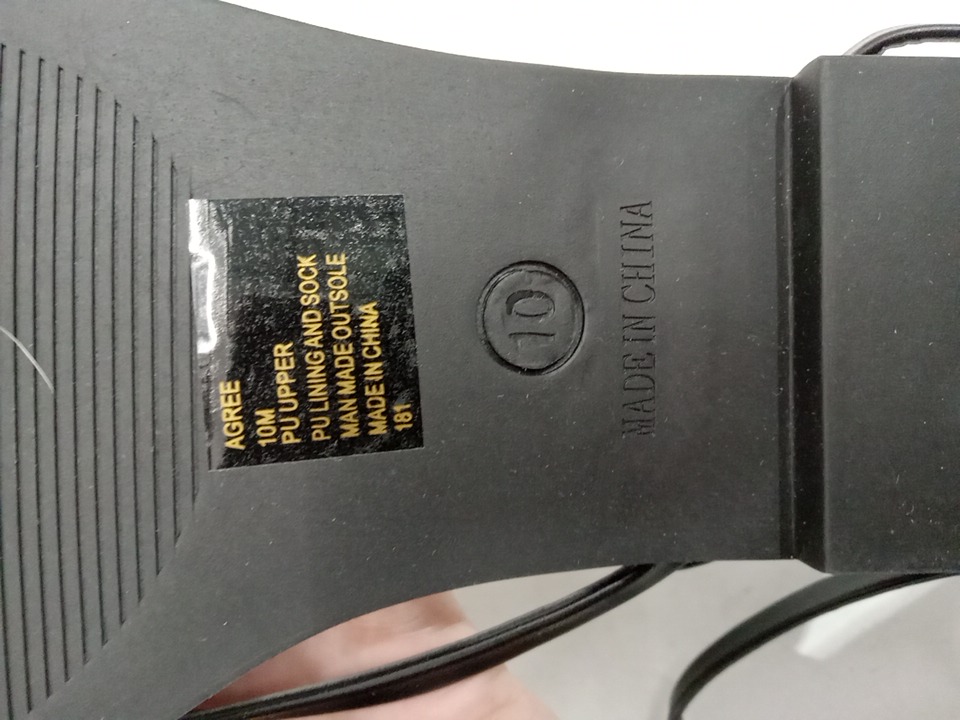 AGREE
10M
PU UPPER
PU LINING AND SOCK
MAN MADE OUTSOLE
MADE IN CHINA
181
10
MADE IN CHINA